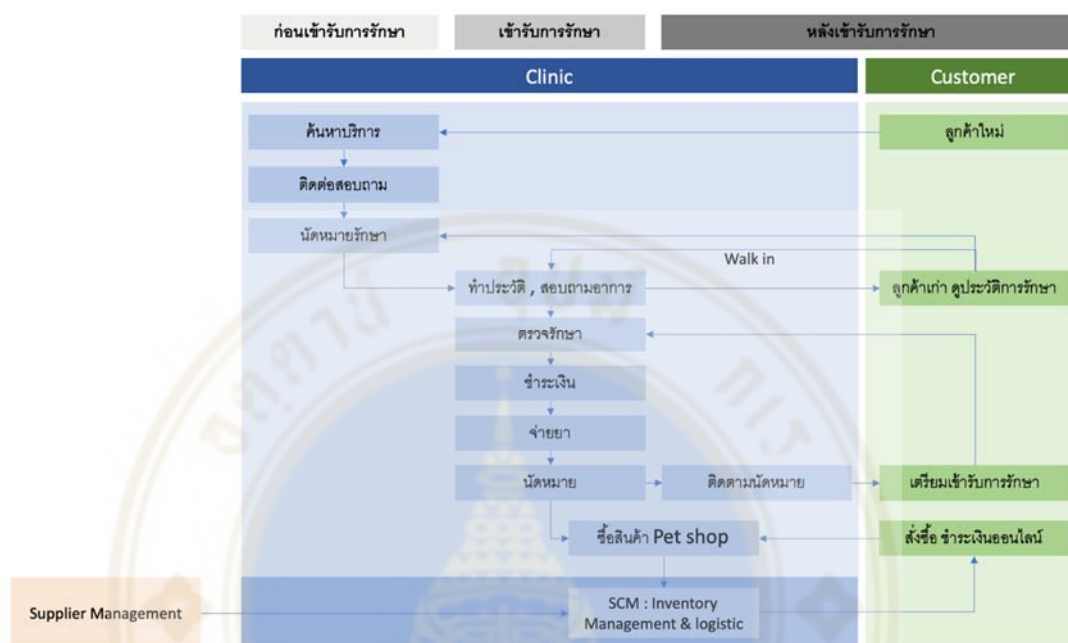 ก่อนเข้ารับการรักษา
เข้ารับการรักษา
หลังเข้ารับการรักษา
Clinic
Customer
ค้นหาบริการ
ลูกค้าใหม่
ติดต่อสอบถาม
นัดหมายรักษา
Walk in
ทำประวัติ , สอบถามอาการ
ลูกค้าเก่า ดูประวัติการรักษา
ตรวจรักษา
ชำระเงิน
จ่ายยา
นัดหมาย
ติดตามนัดหมาย
เตรียมเข้ารับการรักษา
ซื้อสินค้า Pet shop
สั่งซื้อ ชำระเงินออนไลน์
Supplier Management
SCM : Inventory
Management & logistic